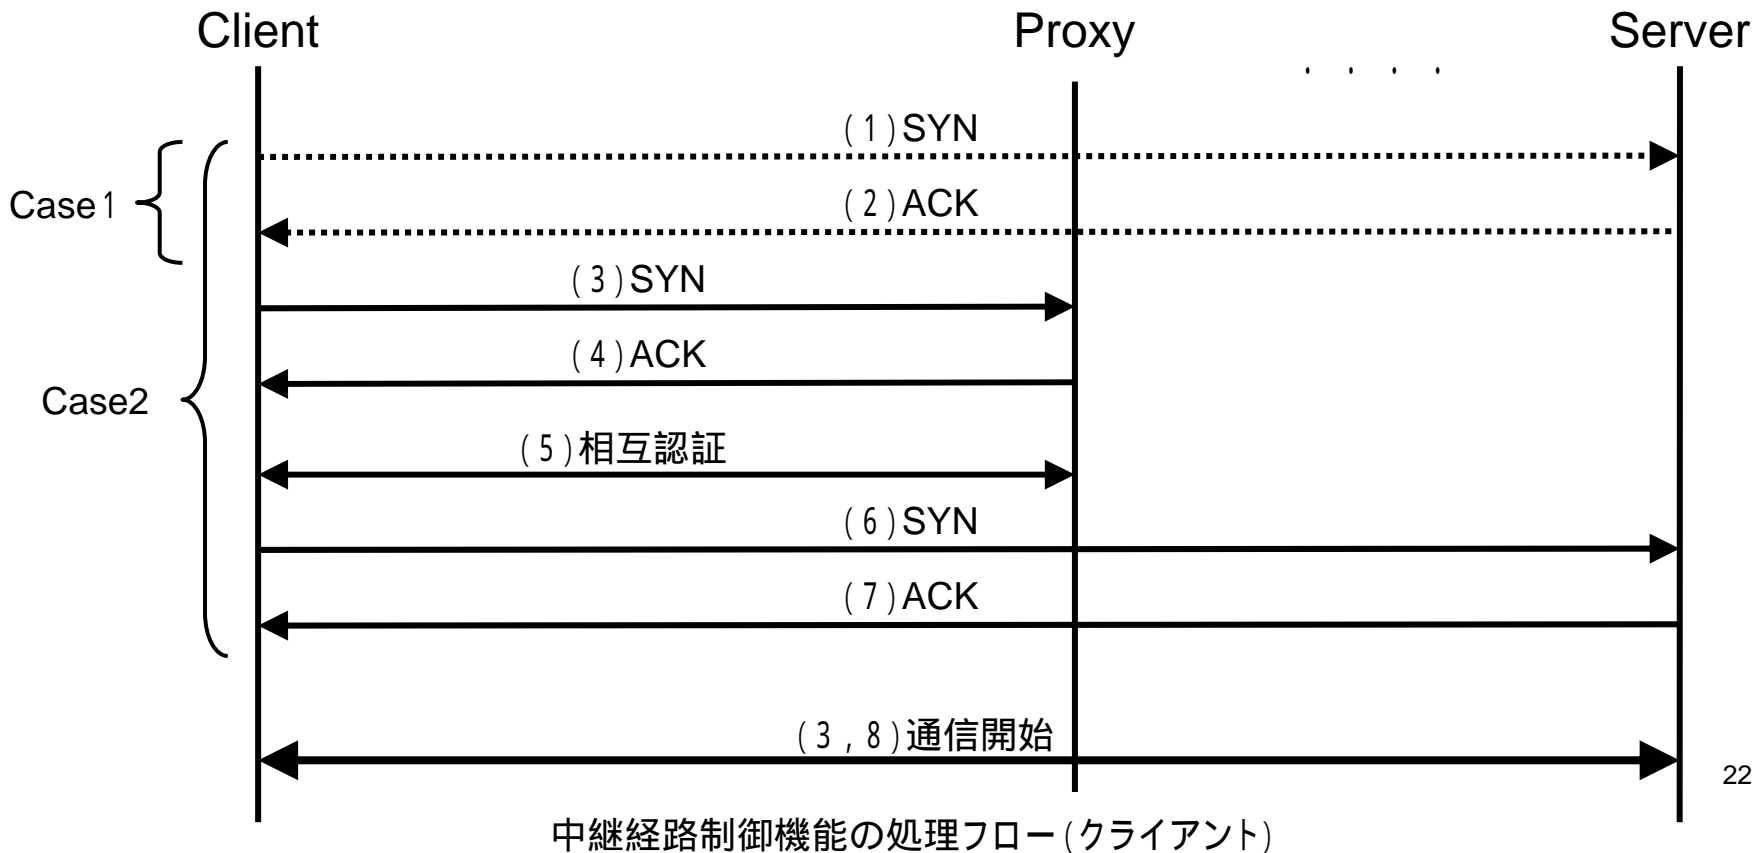 Client
Proxy
Server
(1)SYN
Case1
(2)ACK
(3)SYN
(4)ACK
Case2
(5)相互認証
(6)SYN
(7)ACK
(3,8)通信開始
22
中継経路制御機能の処理フロー(クライアント)